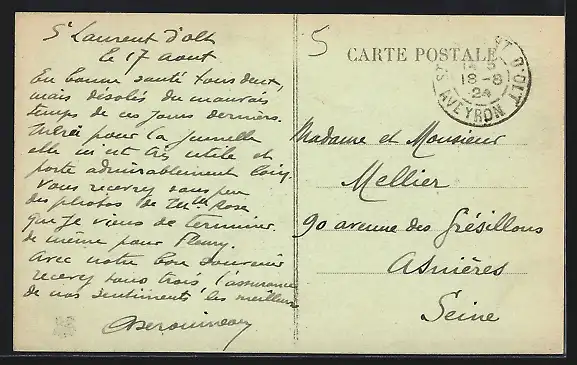 St Laurent d'olt
le 17 aout
En bonne santé tous deux,
mais désolés du mauvais
temps de ces jours derniers.
Merci pour la jumelle
elle m'est très utile et
porte admirablement loin.
Vous recevrez sous peu
des photos de Melle Rose
que je viens de terminer.
de même pour Fleury.
Avec notre bon souvenir
recevez tous trois, l'assurance
de nos sentiments les meilleurs
5
CARTE POSTALE
ST D'OLT
18-8
24
AVEYRON
Madame et Monsieur
Mellier
90 avenue des Grésillons
Asnières
Seine